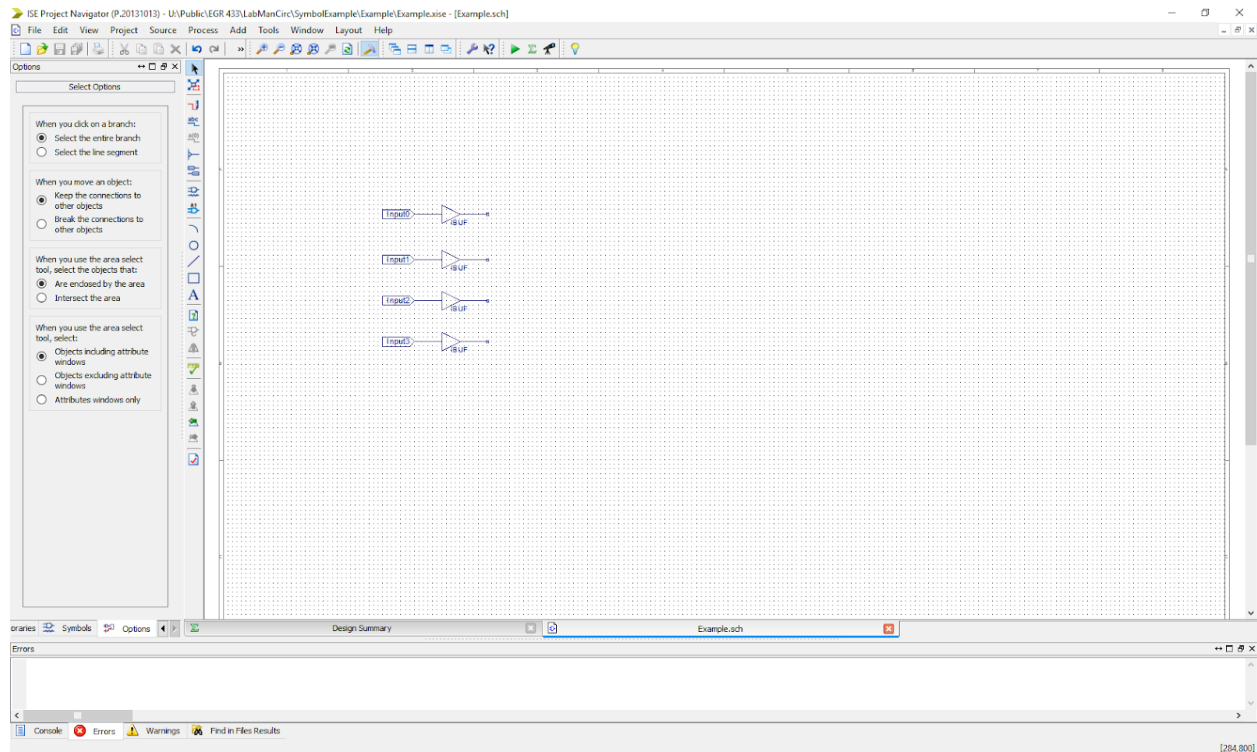 ISE Project Navigator (P.20131013) - U:\Public\EGR 433\LabManCirc\SymbolExample\Example\Example.xise - [Example.sch]
File Edit View Project Source Process Add Tools Window Layout Help
Options
Select Options
When you click on a branch:
Select the entire branch
Select the line segment
When you move an object:
Keep the connections to
other objects
Break the connections to
other objects
When you use the area select
tool, select the objects that:
Are enclosed by the area
Intersect the area
When you use the area select
tool, select:
Objects including attribute
windows
Objects excluding attribute
windows
Attributes windows only
Input0
IBUF
Input1
IBUF
Input2
IBUF
Input3
IBUF
oraries Symbols Options
Design Summary
Example.sch
Errors
Console Errors Warnings Find in Files Results
[284,800]